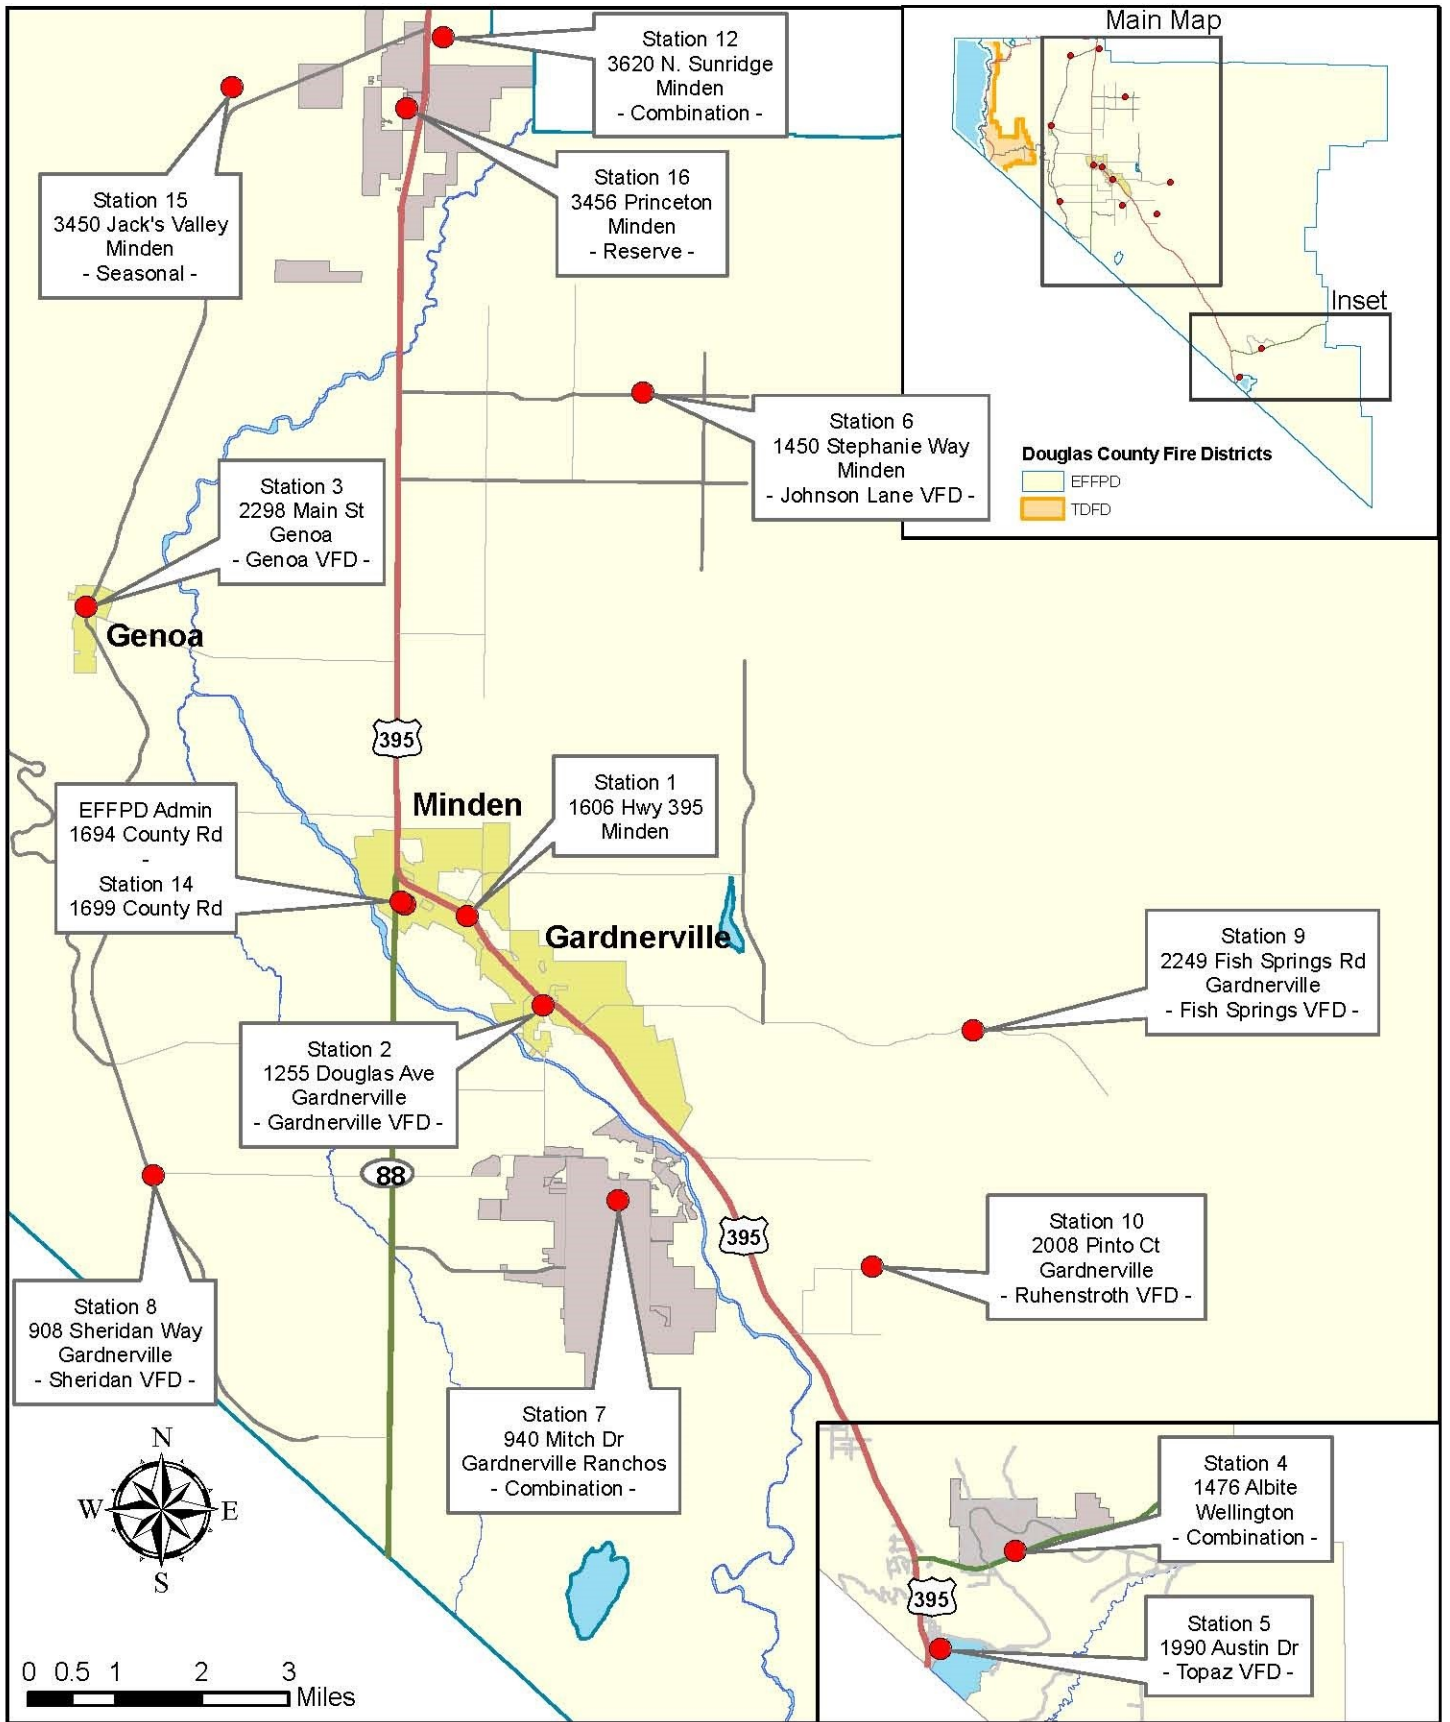 Main Map
Station 12
3620 N. Sunridge
Minden
- Combination -
Station 15
3450 Jack's Valley
Minden
- Seasonal -
Station 16
3456 Princeton
Minden
- Reserve -
Inset
Douglas County Fire Districts
EFFPD
TDFD
Station 6
1450 Stephanie Way
Minden
- Johnson Lane VFD -
Station 3
2298 Main St
Genoa
- Genoa VFD -
Genoa
395
EFFPD Admin
1694 County Rd
-
Station 14
1699 County Rd
Minden
Station 1
1606 Hwy 395
Minden
Gardnerville
Station 9
2249 Fish Springs Rd
Gardnerville
- Fish Springs VFD -
Station 2
1255 Douglas Ave
Gardnerville
- Gardnerville VFD -
88
395
Station 10
2008 Pinto Ct
Gardnerville
- Ruhenstroth VFD -
Station 8
908 Sheridan Way
Gardnerville
- Sheridan VFD -
Station 7
940 Mitch Dr
Gardnerville Ranchos
- Combination -
N
W E
S
Station 4
1476 Albite
Wellington
- Combination -
395
Station 5
1990 Austin Dr
- Topaz VFD -
0 0.5 1 2 3
Miles